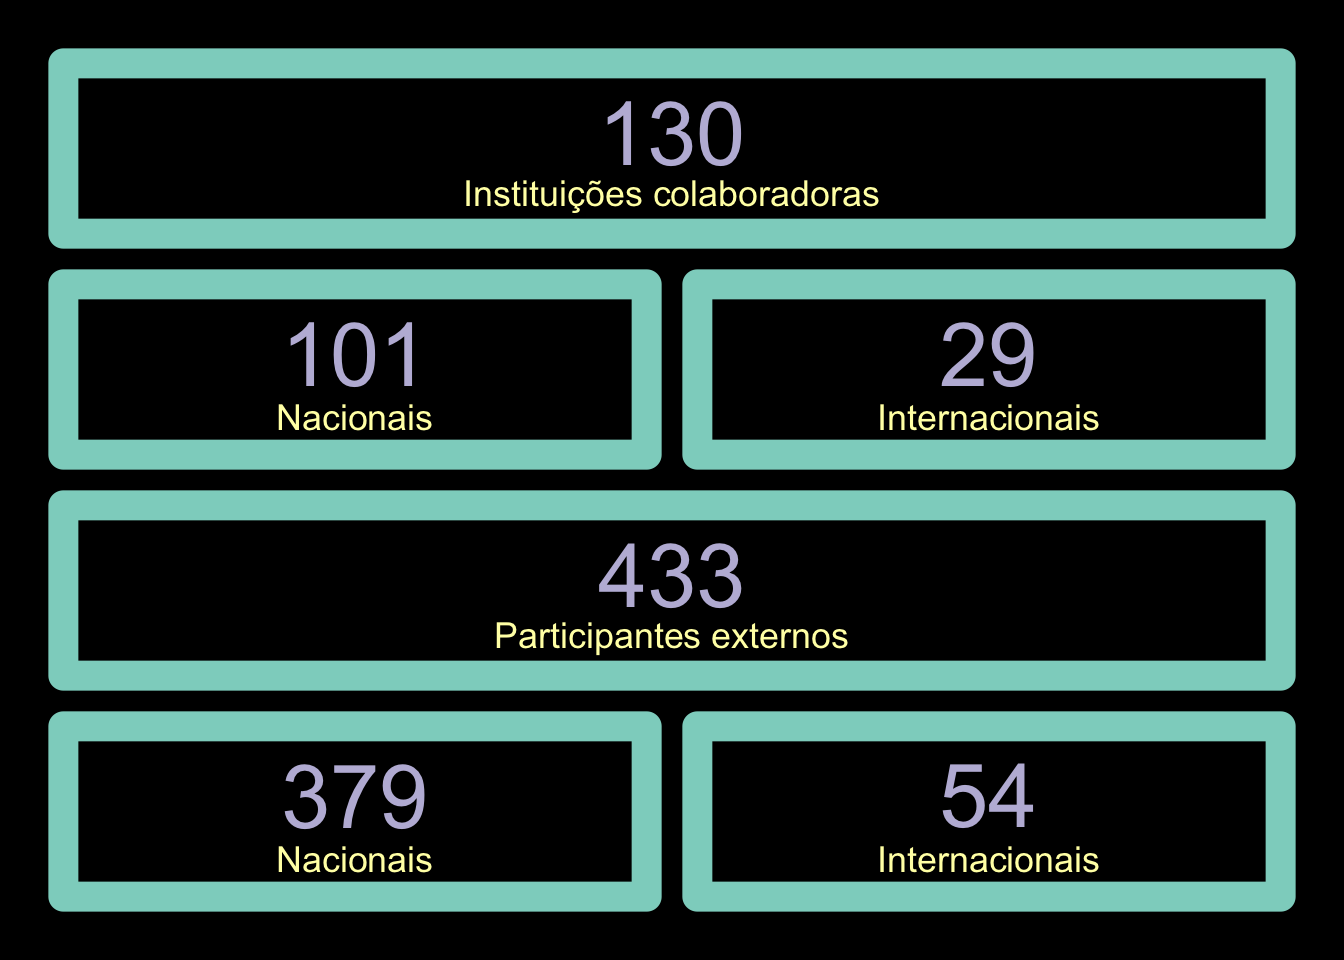 130
Instituições colaboradoras
101
Nacionais
29
Internacionais
433
Participantes externos
379
Nacionais
54
Internacionais